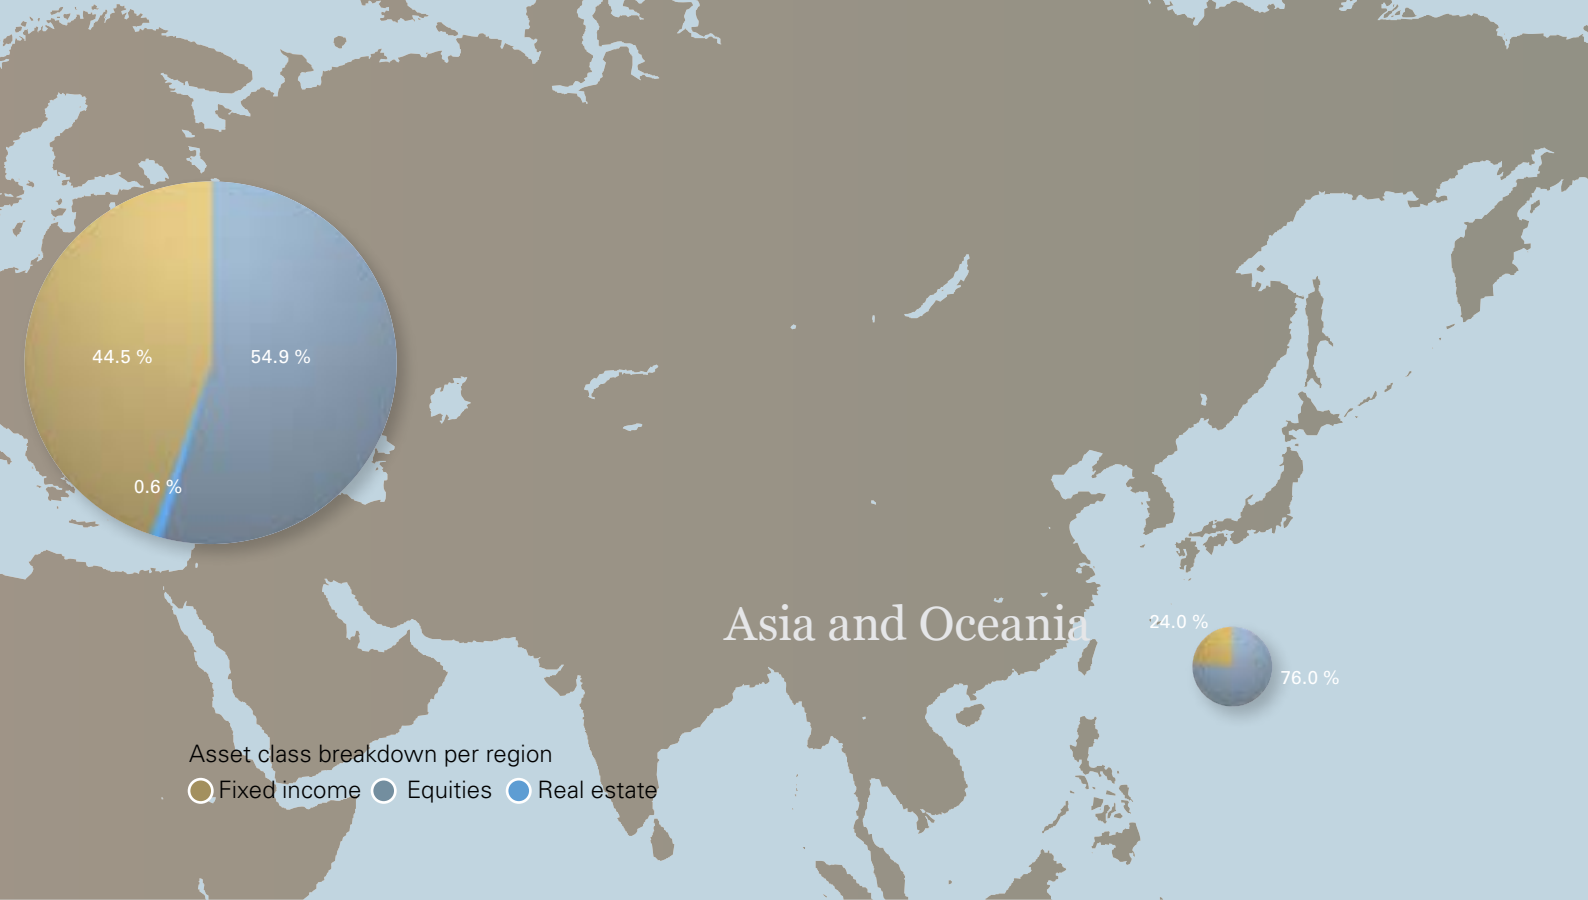 44.5 %
54.9 %
0.6 %
Asia and Oceania
24.0 %
76.0 %
Asset class breakdown per region
Fixed income
Equities
Real estate